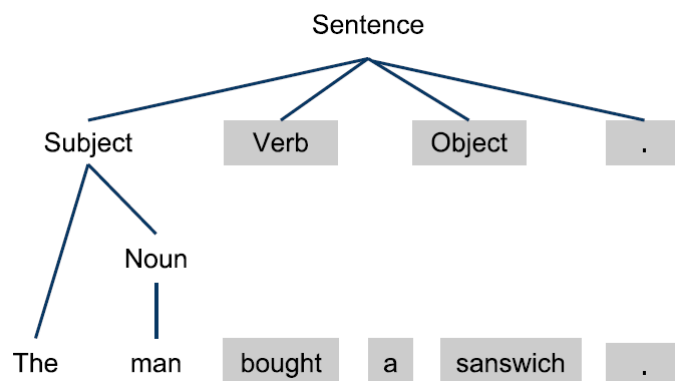 Sentence
Subject Verb Object .
Noun
The man bought a sanswich .